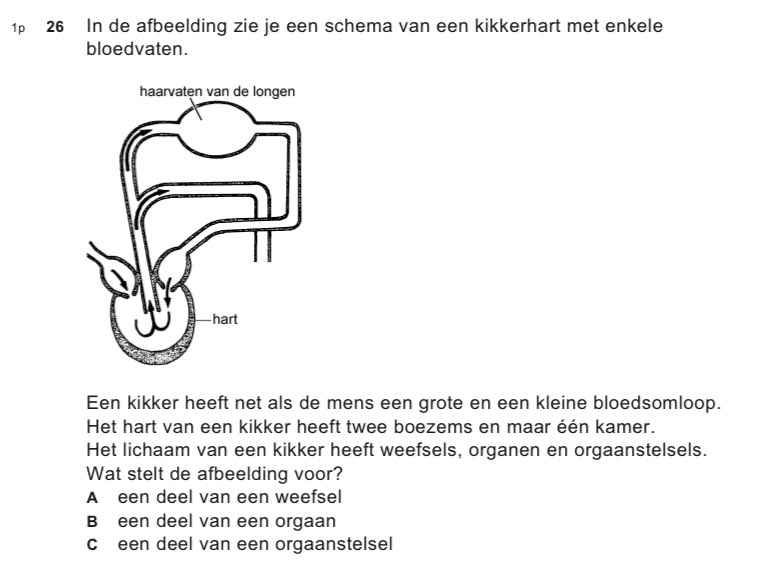 1p 26 In de afbeelding zie je een schema van een kikkerhart met enkele
bloedvaten.
haarvaten van de longen
hart
Een kikker heeft net als de mens een grote en een kleine bloedsomloop.
Het hart van een kikker heeft twee boezems en maar één kamer.
Het lichaam van een kikker heeft weefsels, organen en orgaanstelsels.
Wat stelt de afbeelding voor?
A een deel van een weefsel
B een deel van een orgaan
C een deel van een orgaanstelsel